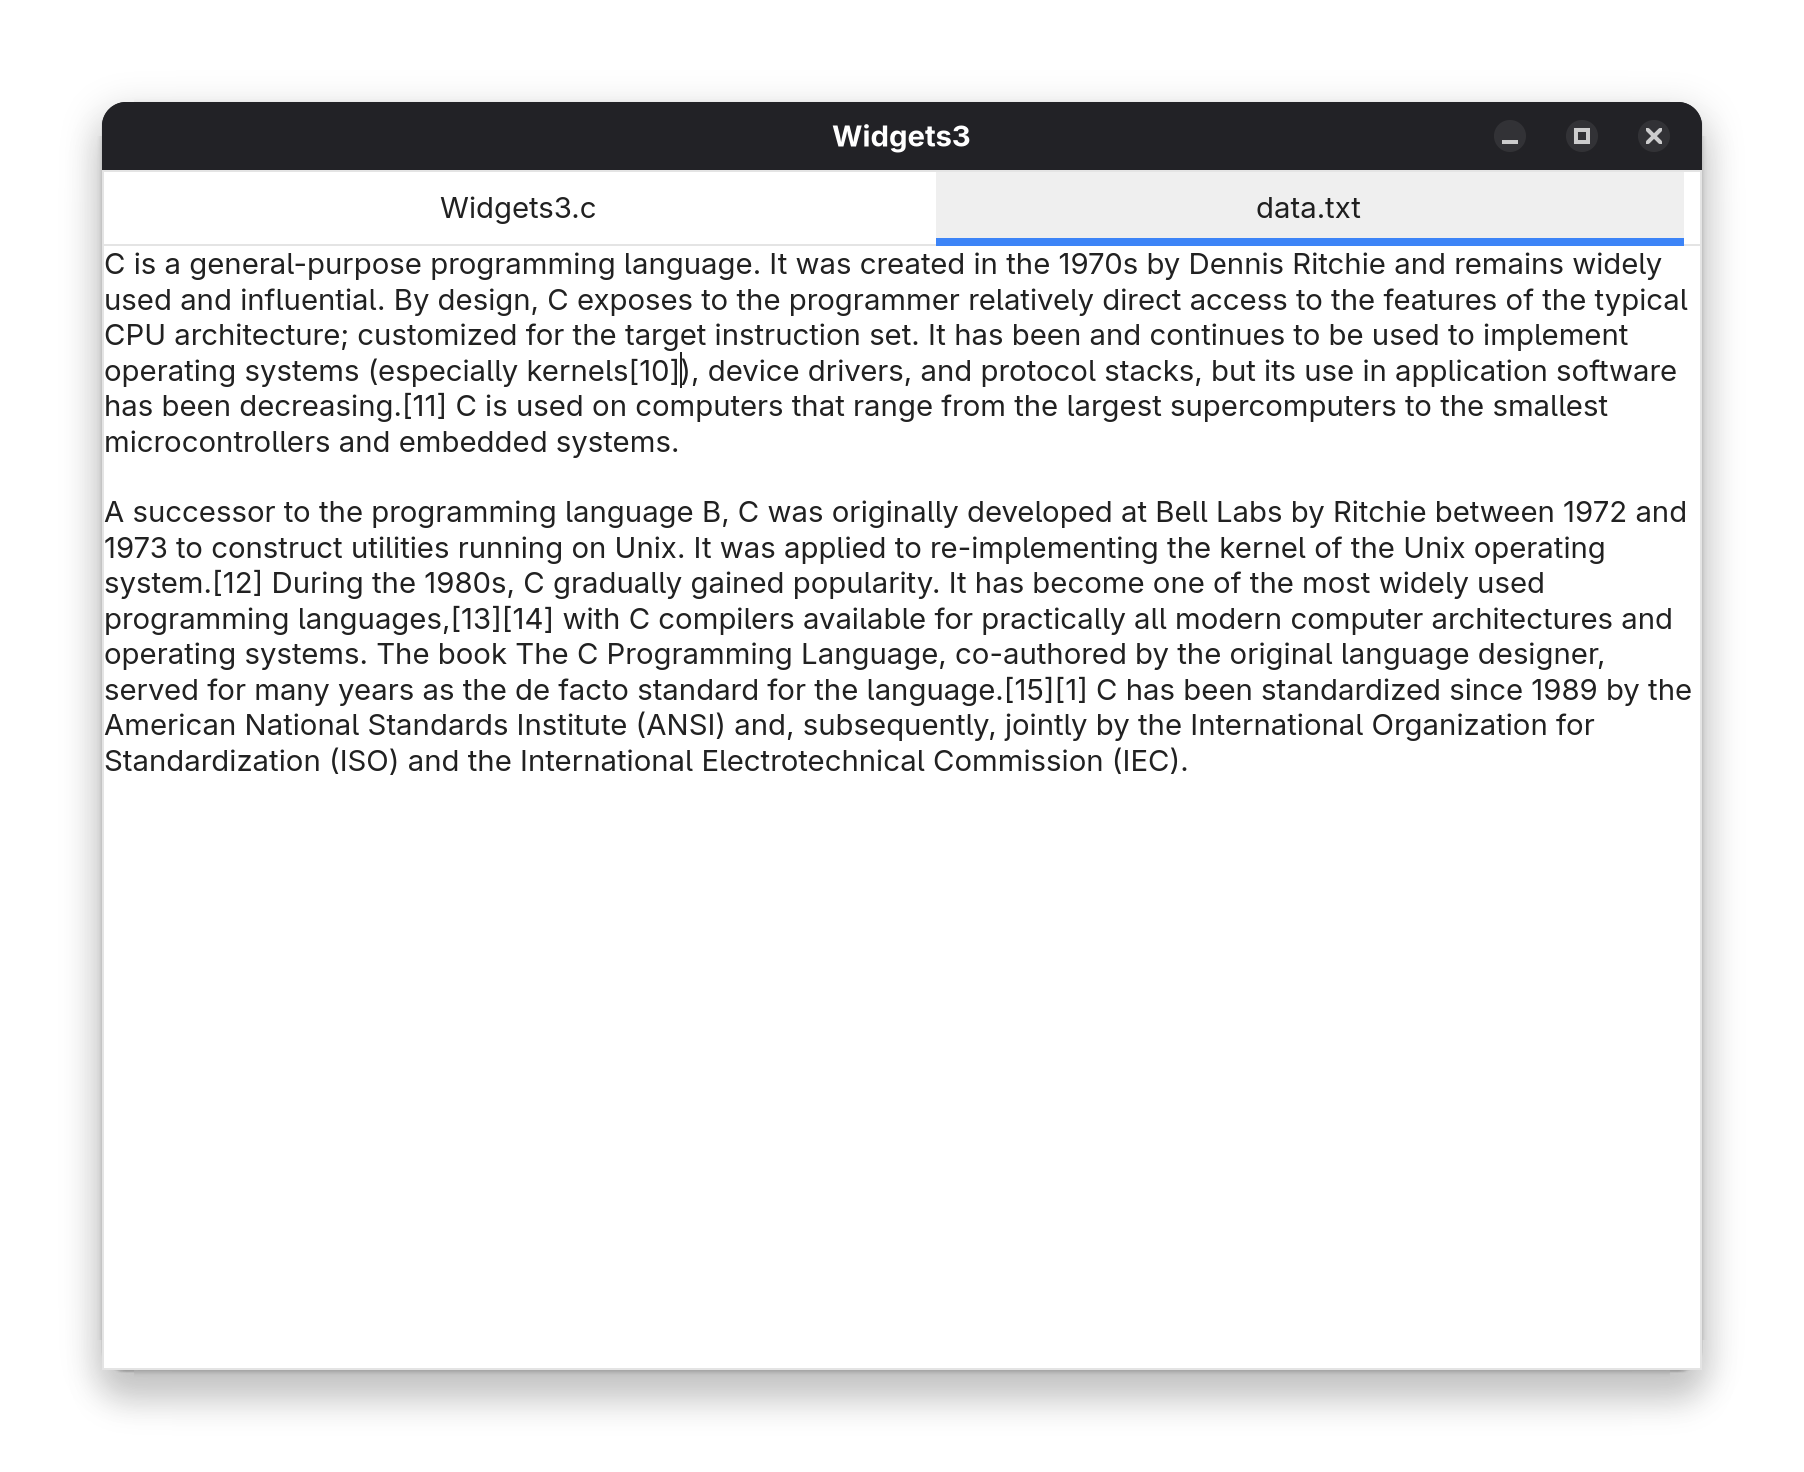 Widgets3
Widgets3.c
data.txt
C is a general-purpose programming language. It was created in the 1970s by Dennis Ritchie and remains widely
used and influential. By design, C exposes to the programmer relatively direct access to the features of the typical
CPU architecture; customized for the target instruction set. It has been and continues to be used to implement
operating systems (especially kernels[10]), device drivers, and protocol stacks, but its use in application software
has been decreasing.[11] C is used on computers that range from the largest supercomputers to the smallest
microcontrollers and embedded systems.
A successor to the programming language B, C was originally developed at Bell Labs by Ritchie between 1972 and
1973 to construct utilities running on Unix. It was applied to re-implementing the kernel of the Unix operating
system.[12] During the 1980s, C gradually gained popularity. It has become one of the most widely used
programming languages,[13][14] with C compilers available for practically all modern computer architectures and
operating systems. The book The C Programming Language, co-authored by the original language designer,
served for many years as the de facto standard for the language.[15][1] C has been standardized since 1989 by the
American National Standards Institute (ANSI) and, subsequently, jointly by the International Organization for
Standardization (ISO) and the International Electrotechnical Commission (IEC).